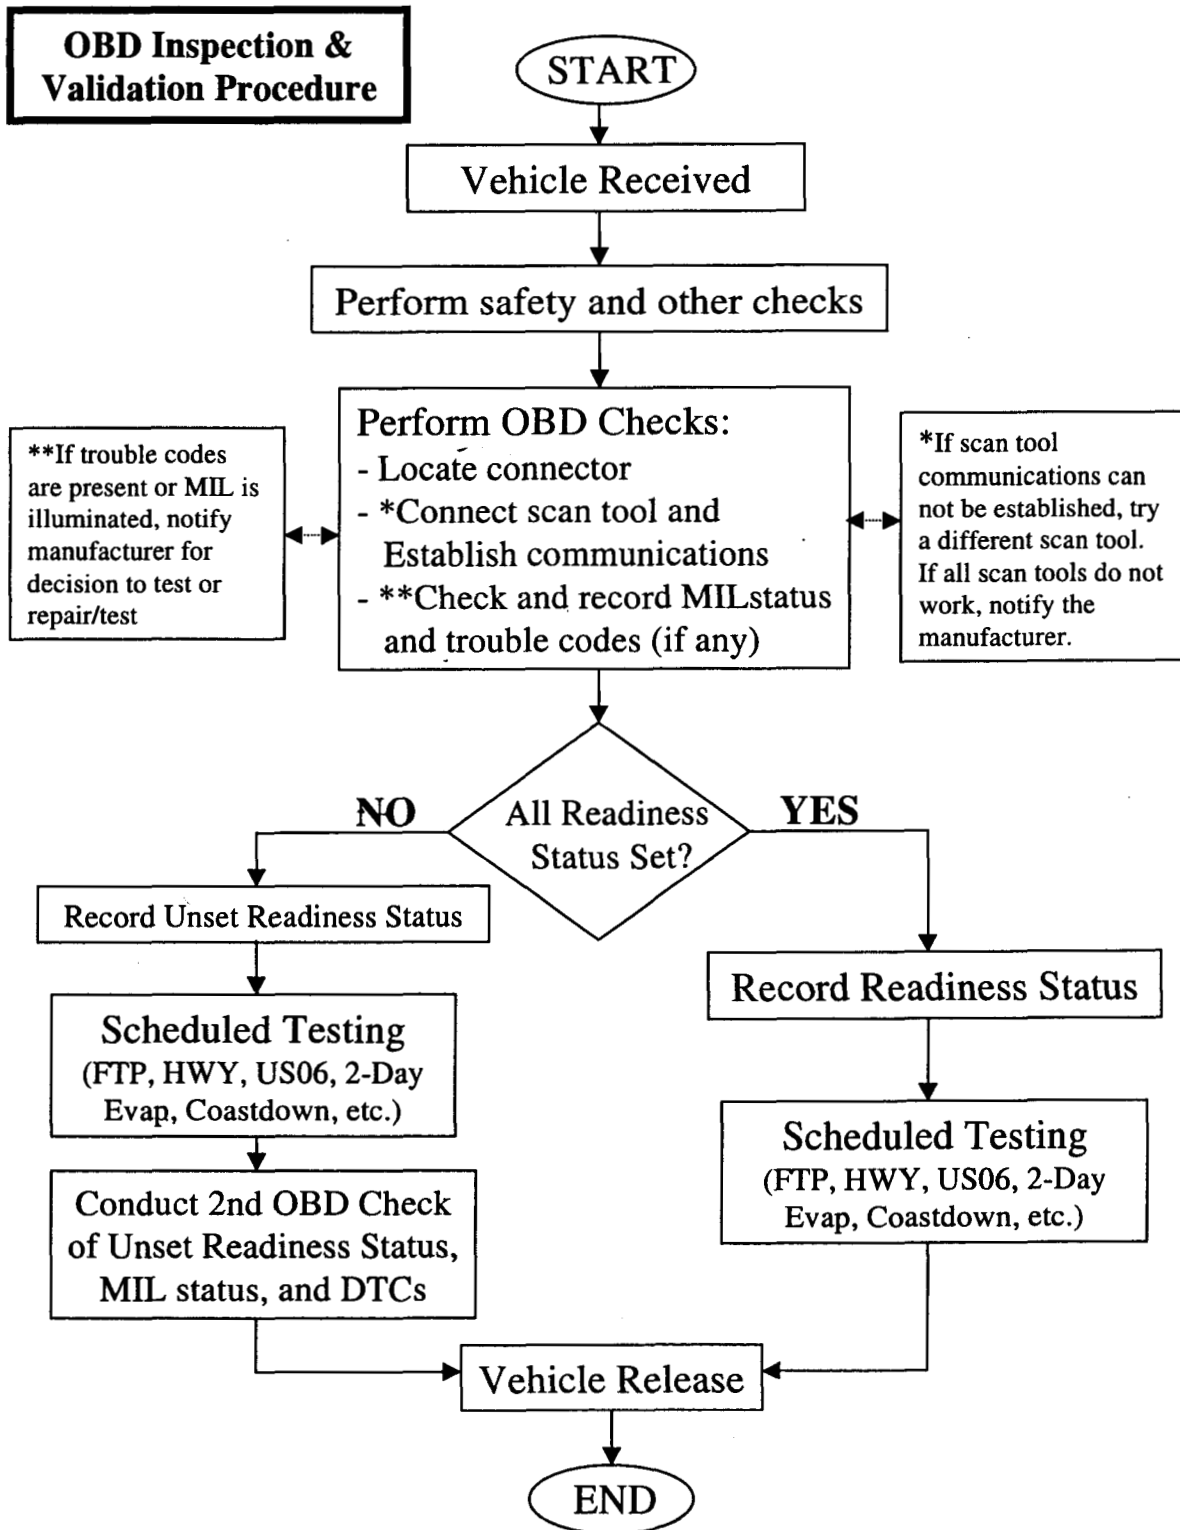 OBD Inspection &
Validation Procedure
START
Vehicle Received
Perform safety and other checks
Perform OBD Checks:
- Locate connector
- *Connect scan tool and
Establish communications
- **Check and record MILstatus
and trouble codes (if any)
**If trouble codes
are present or MIL is
illuminated, notify
manufacturer for
decision to test or
repair/test
*If scan tool
communications can
not be established, try
a different scan tool.
If all scan tools do not
work, notify the
manufacturer.
All Readiness
Status Set?
NO
YES
Record Unset Readiness Status
Scheduled Testing
(FTP, HWY, US06, 2-Day
Evap, Coastdown, etc.)
Conduct 2nd OBD Check
of Unset Readiness Status,
MIL status, and DTCs
Record Readiness Status
Scheduled Testing
(FTP, HWY, US06, 2-Day
Evap, Coastdown, etc.)
Vehicle Release
END